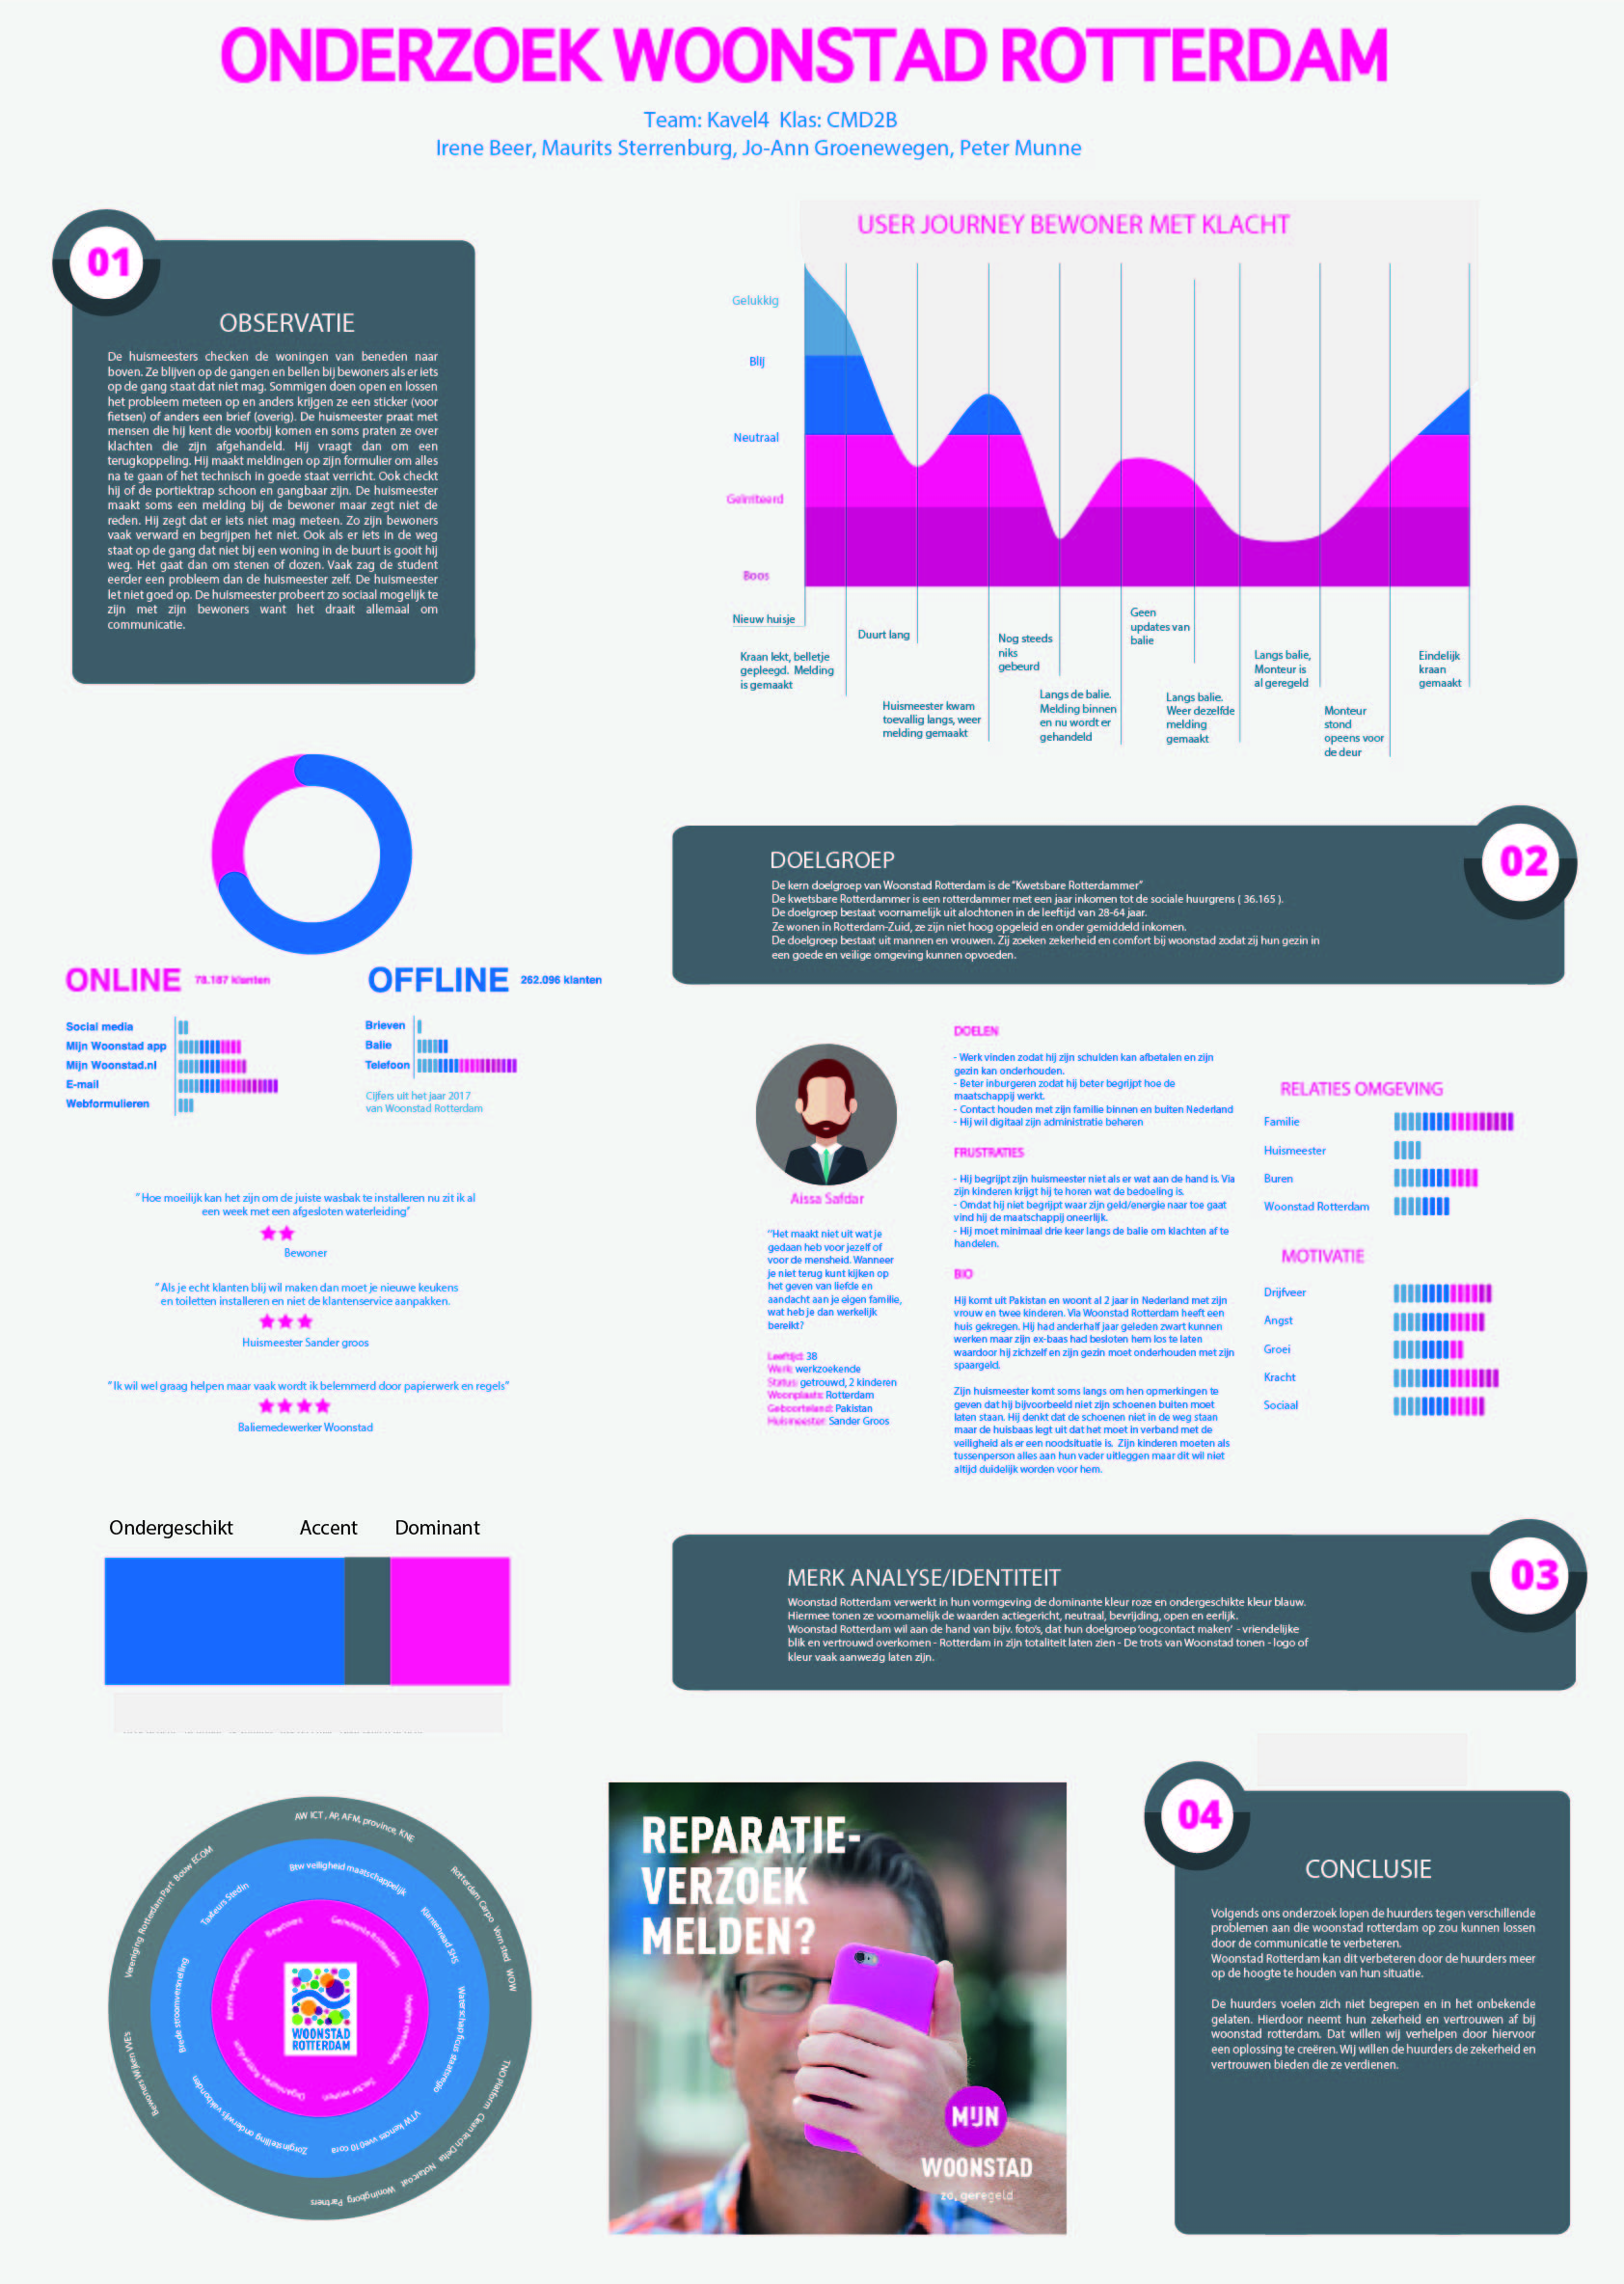 ONDERZOEK WOONSTAD ROTTERDAM
Team: Kavel4 Klas: CMD2B
Irene Beer, Maurits Sterrenburg, Jo-Ann Groenewegen, Peter Munne
01
OBSERVATIE
De huismeesters checken de woningen van beneden naar
boven. Ze blijven op de gangen en bellen bij bewoners als er iets
op de gang staat dat niet mag. Sommigen doen open en lossen
het probleem meteen op en anders krijgen ze een sticker (voor
fietsen) of anders een brief (overig). De huismeester praat met
mensen die hij kent die voorbij komen en soms praten ze over
klachten die zijn afgehandeld. Hij vraagt dan om een
terugkoppeling. Hij maakt meldingen op zijn formulier om alles
na te gaan of het technisch in goede staat verricht. Ook checkt
hij of de portiektrap schoon en gangbaar zijn. De huismeester
maakt soms een melding bij de bewoner maar zegt niet de
reden. Hij zegt dat er iets niet mag meteen. Zo zijn bewoners
vaak verward en begrijpen het niet. Ook als er iets in de weg
staat op de gang dat niet bij een woning in de buurt is gooit hij
weg. Het gaat dan om stenen of dozen. Vaak zag de student
eerder een probleem dan de huismeester zelf. De huismeester
let niet goed op. De huismeester probeert zo sociaal mogelijk te
zijn met zijn bewoners want het draait allemaal om
communicatie.
USER JOURNEY BEWONER MET KLACHT
Gelukkig
Blij
Neutraal
Geïrriteerd
Boos
Nieuw huisje
Kraan lekt, belletje
gepleegd. Melding
is gemaakt
Duurt lang
Huismeester kwam
toevallig langs, weer
melding gemaakt
Nog steeds
niks
gebeurd
Langs de balie.
Melding binnen
en nu wordt er
gehandeld
Geen
updates van
balie
Langs balie.
Weer dezelfde
melding
gemaakt
Langs balie,
Monteur is
al geregeld
Monteur
stond
opeens voor
de deur
Eindelijk
kraan
gemaakt
ONLINE 78.187 klanten
Social media
Mijn Woonstad app
Mijn Woonstad.nl
E-mail
Webformulieren
OFFLINE 262.096 klanten
Brieven
Balie
Telefoon
Cijfers uit het jaar 2017
van Woonstad Rotterdam
02
DOELGROEP
De kern doelgroep van Woonstad Rotterdam is de "Kwetsbare Rotterdammer"
De kwetsbare Rotterdammer is een rotterdammer met een jaar inkomen tot de sociale huurgrens ( 36.165 ).
De doelgroep bestaat voornamelijk uit alochtonen in de leeftijd van 28-64 jaar.
Ze wonen in Rotterdam-Zuid, ze zijn niet hoog opgeleid en onder gemiddeld inkomen.
De doelgroep bestaat uit mannen en vrouwen. Zij zoeken zekerheid en comfort bij woonstad zodat zij hun gezin in
een goede en veilige omgeving kunnen opvoeden.
"Hoe moeilijk kan het zijn om de juiste wasbak te installeren nu zit ik al
een week met een afgesloten waterleiding"
Bewoner
"Als je echt klanten blij wil maken dan moet je nieuwe keukens
en toiletten installeren en niet de klantenservice aanpakken.
Huismeester Sander groos
"Ik wil wel graag helpen maar vaak wordt ik belemmerd door papierwerk en regels"
Baliemedewerker Woonstad
Aissa Safdar
"Het maakt niet uit wat je
gedaan heb voor jezelf of
voor de mensheid. Wanneer
je niet terug kunt kijken op
het geven van liefde en
aandacht aan je eigen familie,
wat heb je dan werkelijk
bereikt?
Leeftijd: 38
Werk: werkzoekende
Status: getrouwd, 2 kinderen
Woonplaats: Rotterdam
Geboorteland: Pakistan
Huismeester: Sander Groos
DOELEN
- Werk vinden zodat hij zijn schulden kan afbetalen en zijn
gezin kan onderhouden.
- Beter inburgeren zodat hij beter begrijpt hoe de
maatschappij werkt.
- Contact houden met zijn familie binnen en buiten Nederland
- Hij wil digitaal zijn administratie beheren
FRUSTRATIES
- Hij begrijpt zijn huismeester niet als er wat aan de hand is. Via
zijn kinderen krijgt hij te horen wat de bedoeling is.
- Omdat hij niet begrijpt waar zijn geld/energie naar toe gaat
vind hij de maatschappij oneerlijk.
- Hij moet minimaal drie keer langs de balie om klachten af te
handelen.
BIO
Hij komt uit Pakistan en woont al 2 jaar in Nederland met zijn
vrouw en twee kinderen. Via Woonstad Rotterdam heeft een
huis gekregen. Hij had anderhalf jaar geleden zwart kunnen
werken maar zijn ex-baas had besloten hem los te laten
waardoor hij zichzelf en zijn gezin moet onderhouden met zijn
spaargeld.
Zijn huismeester komt soms langs om hen opmerkingen te
geven dat hij bijvoorbeeld niet zijn schoenen buiten moet
laten staan. Hij denkt dat de schoenen niet in de weg staan
maar de huisbaas legt uit dat het moet in verband met de
veiligheid als er een noodsituatie is. Zijn kinderen moeten als
tussenpersoon alles aan hun vader uitleggen maar dit wil niet
altijd duidelijk worden voor hem.
RELATIES OMGEVING
Familie
Huismeester
Buren
Woonstad Rotterdam
MOTIVATIE
Drijfveer
Angst
Groei
Kracht
Sociaal
Ondergeschikt Accent Dominant
03
MERK ANALYSE/IDENTITEIT
Woonstad Rotterdam verwerkt in hun vormgeving de dominante kleur roze en ondergeschikte kleur blauw.
Hiermee tonen ze voornamelijk de waarden actiegericht, neutraal, bevrijding, open en eerlijk.
Woonstad Rotterdam wil aan de hand van bijv. foto's, dat hun doelgroep 'oogcontact maken' - vriendelijke
blik en vertrouwd overkomen - Rotterdam in zijn totaliteit laten zien - De trots van Woonstad tonen - logo of
kleur vaak aanwezig laten zijn.
AW ICT, AP, AFM, province, KNE
Rotterdam Carpo Vorm sted WOW
TNO Platform Clean tech Delta Notarcoat Woningborg Partners
Bewoners Wijken VVE's
Vereniging Rotterdam Part Bouw ECOM
Btw veiligheid maatschappelijk
Klantenraad SHS
Waterschap ficus staatsregio
VTW kenots vweg 10 cora
Zorginstelling onderwijs vakbonden
Brede stroomversnelling
Taxteurs Stedin
Bewoners
WOONSTAD
ROTTERDAM
REPARATIE-
VERZOEK
MELDEN?
MIJN
WOONSTAD
zo, geregeld
04
CONCLUSIE
Volgends ons onderzoek lopen de huurders tegen verschillende
problemen aan die woonstad rotterdam op zou kunnen lossen
door de communicatie te verbeteren.
Woonstad Rotterdam kan dit verbeteren door de huurders meer
op de hoogte te houden van hun situatie.
De huurders voelen zich niet begrepen en in het onbekende
gelaten. Hierdoor neemt hun zekerheid en vertrouwen af bij
woonstad rotterdam. Dat willen wij verhelpen door hiervoor
een oplossing te creëren. Wij willen de huurders de zekerheid en
vertrouwen bieden die ze verdienen.